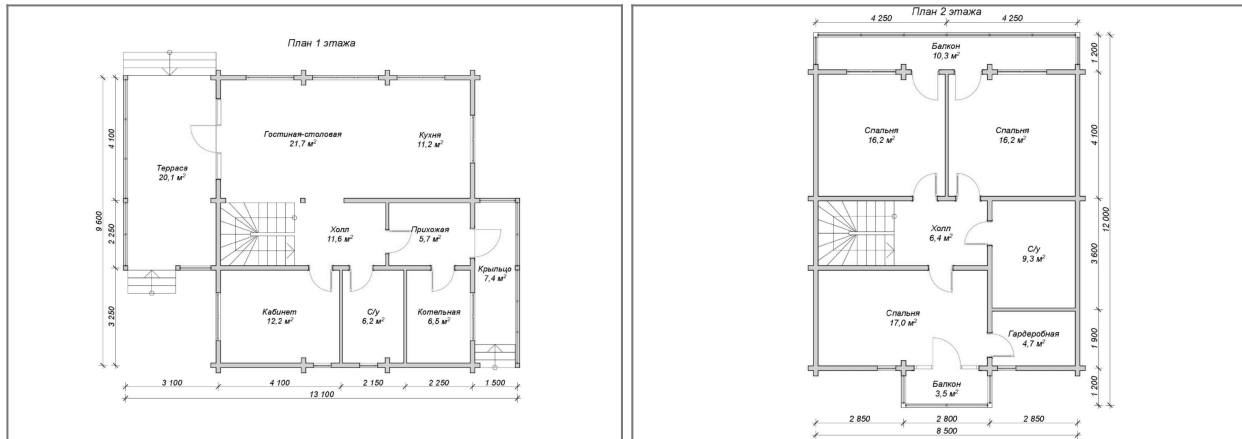 План 1 этажа
Гостиная-столовая
21,7 м²
Кухня
11,2 м²
Терраса
20,1 м²
Холл
11,6 м²
Прихожая
5,7 м²
Крыльцо
7,4 м²
Кабинет
12,2 м²
С/у
6,2 м²
Котельная
6,5 м²
4 100
2 250
3 250
9 600
3 100
4 100
2 150
2 250
1 500
13 100
План 2 этажа
4 250
4 250
Балкон
10,3 м²
Спальня
16,2 м²
Спальня
16,2 м²
Холл
6,4 м²
С/у
9,3 м²
Спальня
17,0 м²
Гардеробная
4,7 м²
Балкон
3,5 м²
1 200
4 100
3 600
1 900
1 200
12 000
2 850
2 800
2 850
8 500